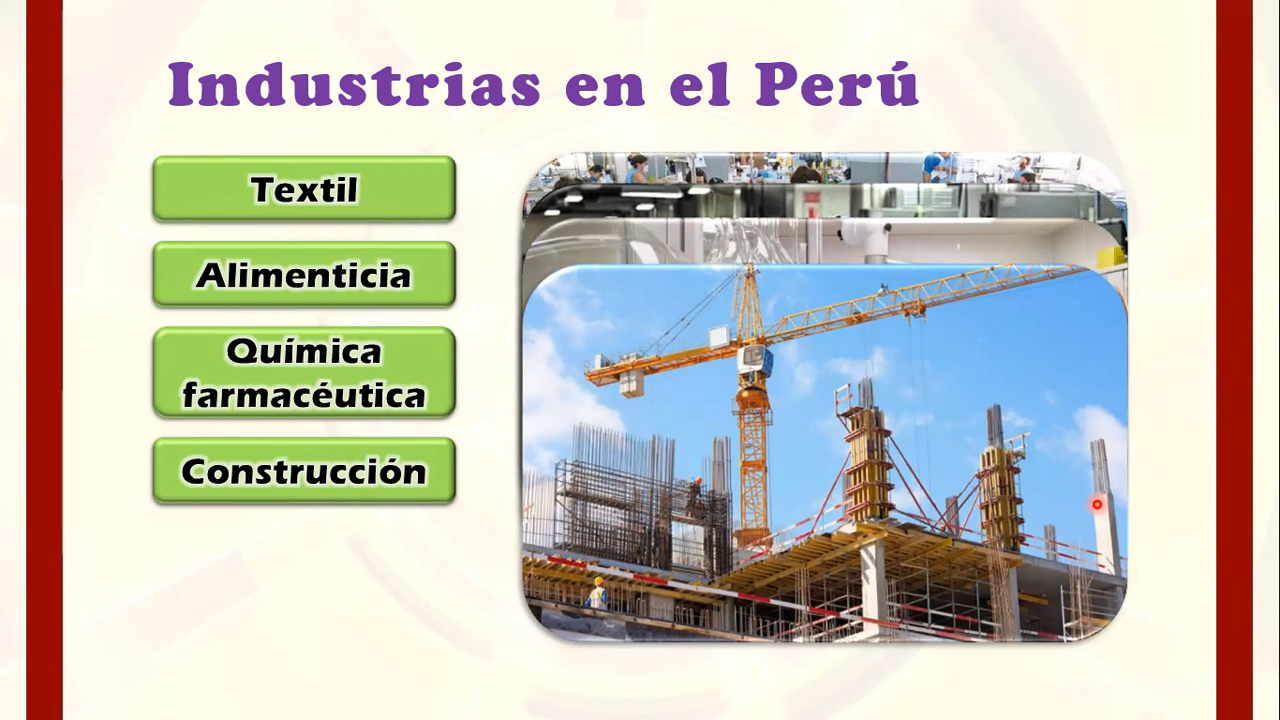 Industrias en el Perú
Textil
Alimenticia
Química
farmacéutica
Construcción